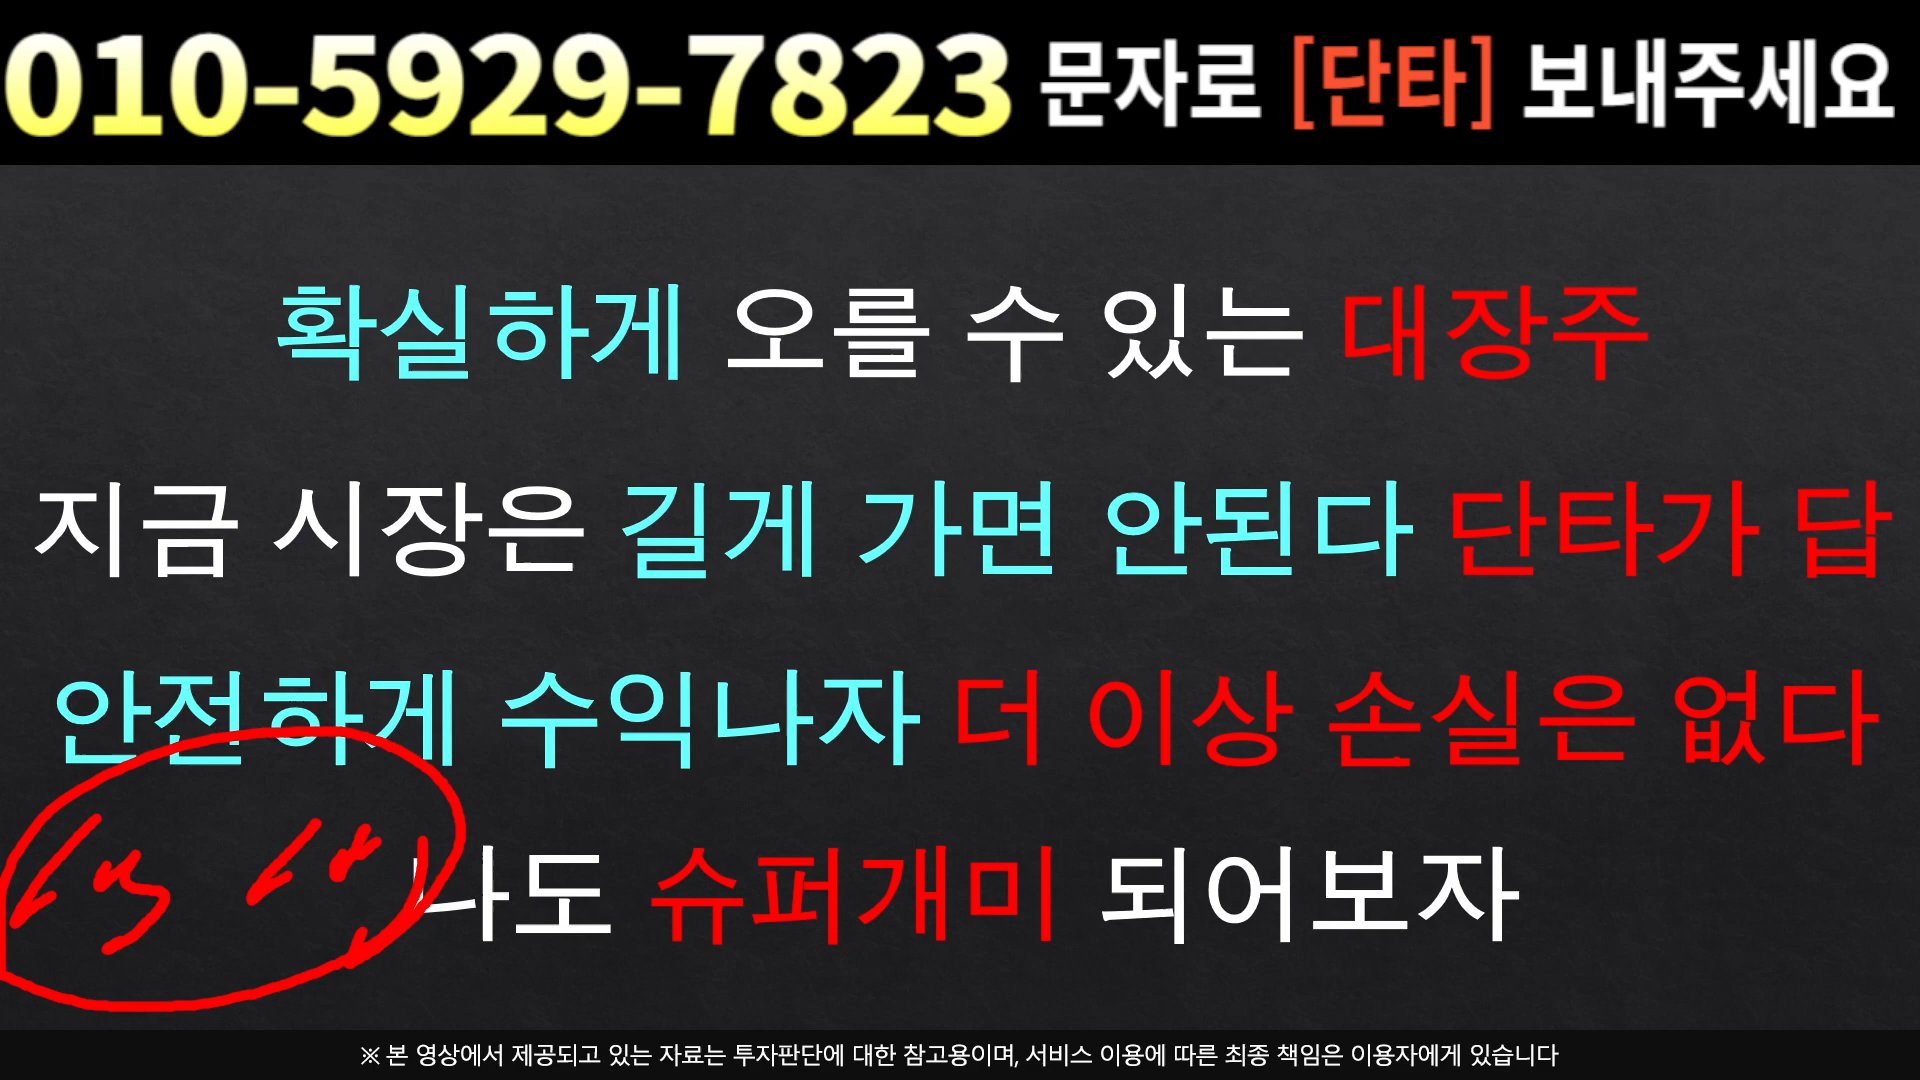 010-5929-7823 문자로 [단타] 보내주세요
확실하게 오를 수 있는 대장주
지금 시장은 길게 가면 안된다 단타가 답
안전하게 수익나자 더 이상 손실은 없다
나도 슈퍼개미 되어보자
※ 본 영상에서 제공되고 있는 자료는 투자판단에 대한 참고용이며, 서비스 이용에 따른 최종 책임은 이용자에게 있습니다